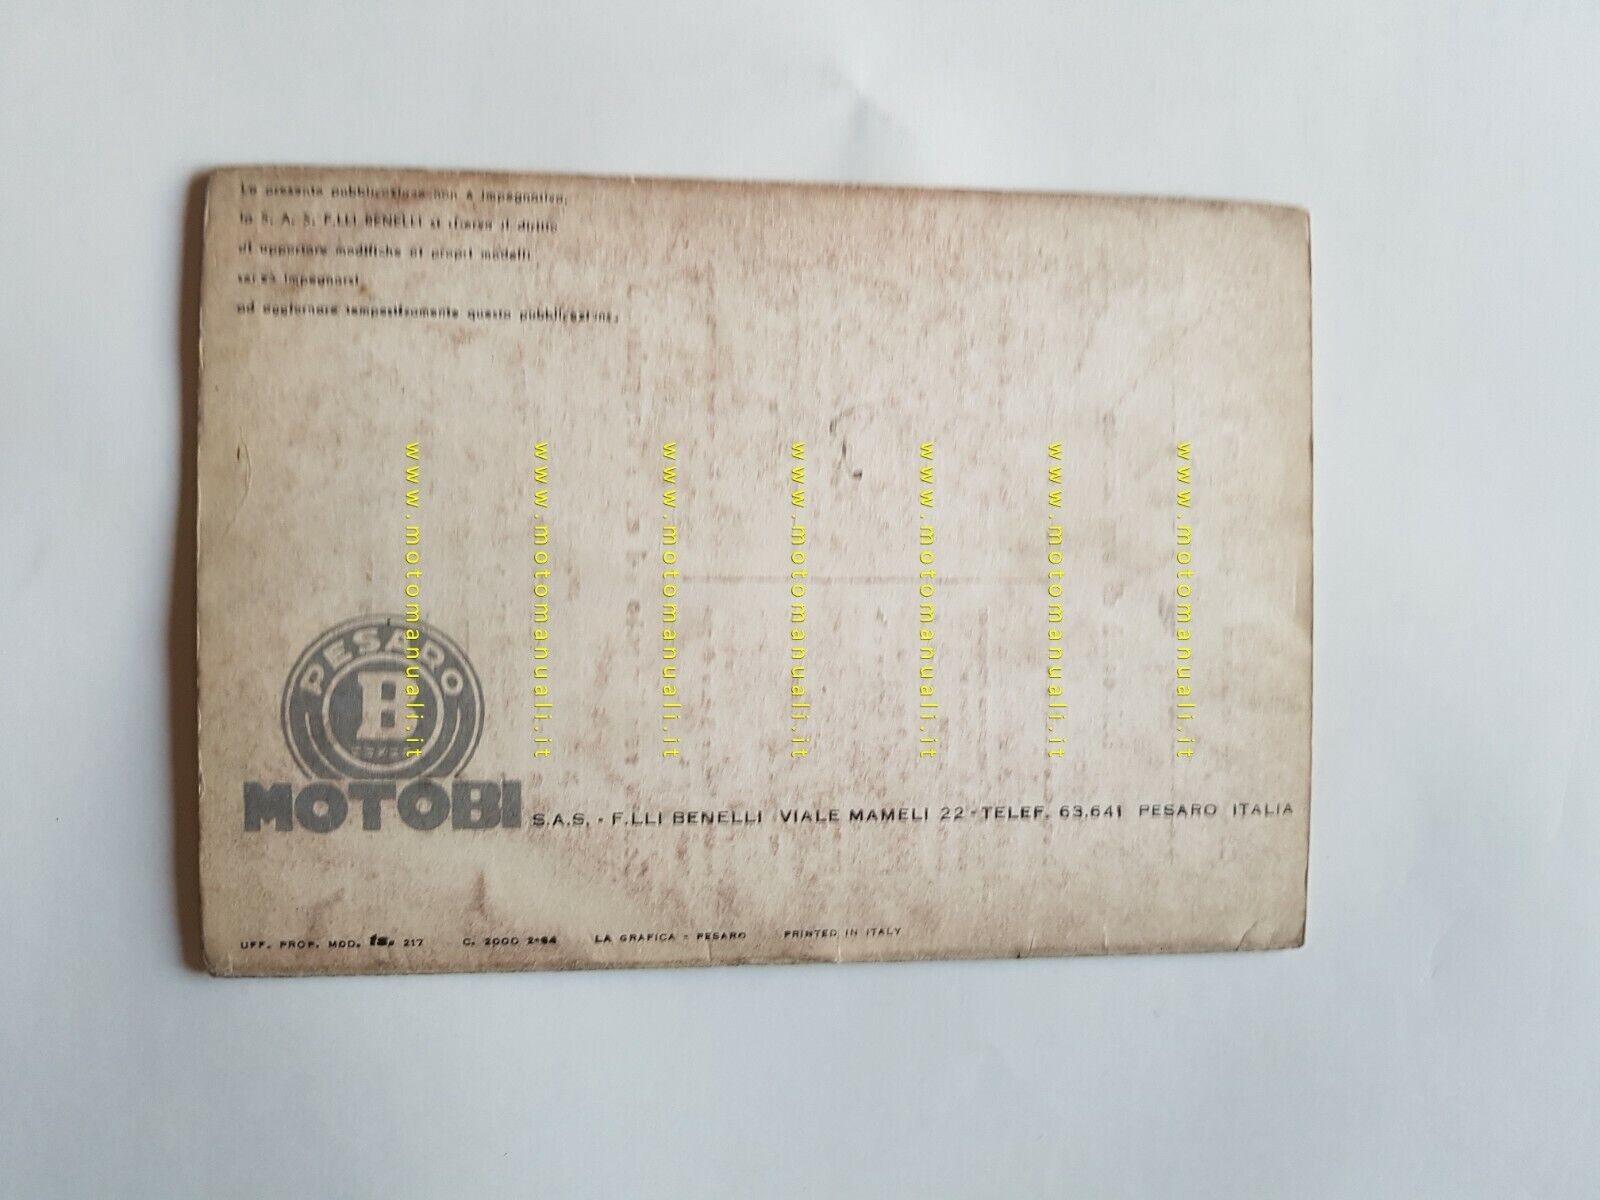 La presente pubblicazione non è impegnativa,
la S. A. S. F.LLI BENELLI si riserva il diritto
di apportare modifiche ai propri modelli
senza impegnarsi
ad aggiornare tempestivamente questa pubblicazione.
www.motomanuali.it
www.motomanuali.it
www.motomanuali.it
www.motomanuali.it
www.motomanuali.it
www.motomanuali.it
www.motomanuali.it
PESARO
B
MOTOBI S.A.S. - F.LLI BENELLI VIALE MAMELI 22 - TELEF. 63.641 PESARO ITALIA
UFF. PROP. MOD. 217 C. 2000 2-64 LA GRAFICA - PESARO PRINTED IN ITALY